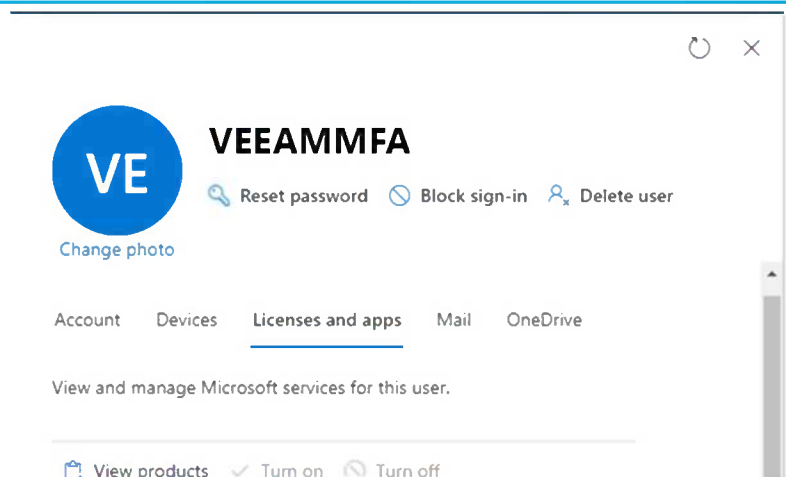 VE
VEEAMMFA
Reset password Block sign-in Delete user
Change photo
Account Devices Licenses and apps Mail OneDrive
View and manage Microsoft services for this user.
View products Turn on Turn off